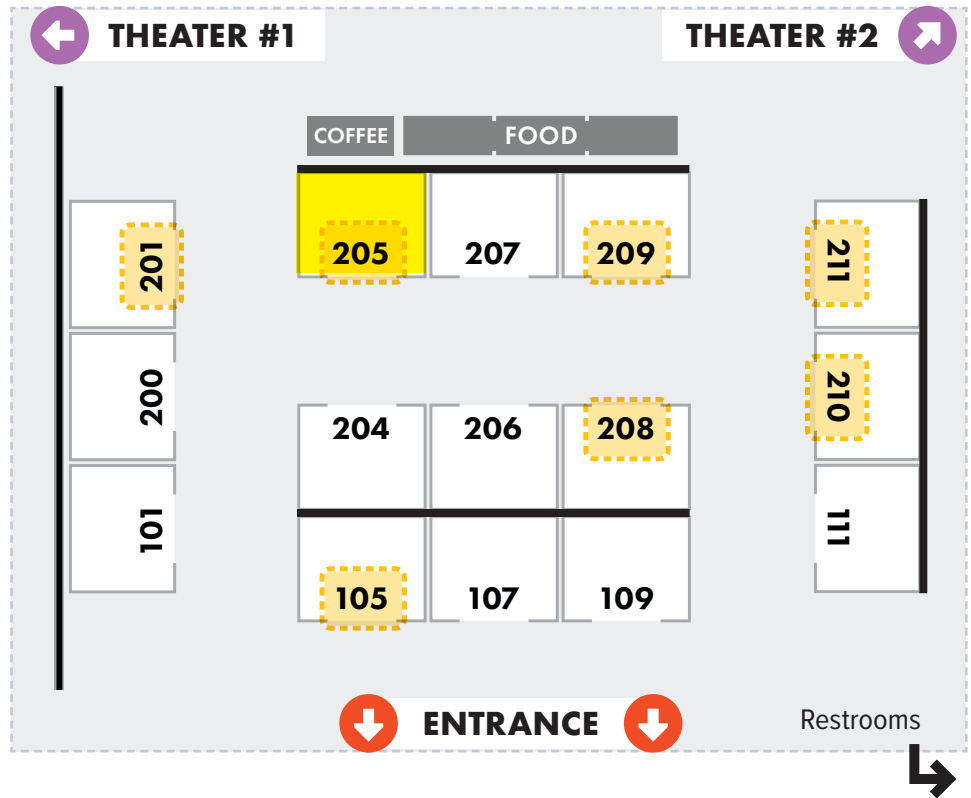 THEATER #1
THEATER #2
COFFEE
FOOD
205
207
209
201
211
200
210
204
206
208
101
111
105
107
109
ENTRANCE
Restrooms